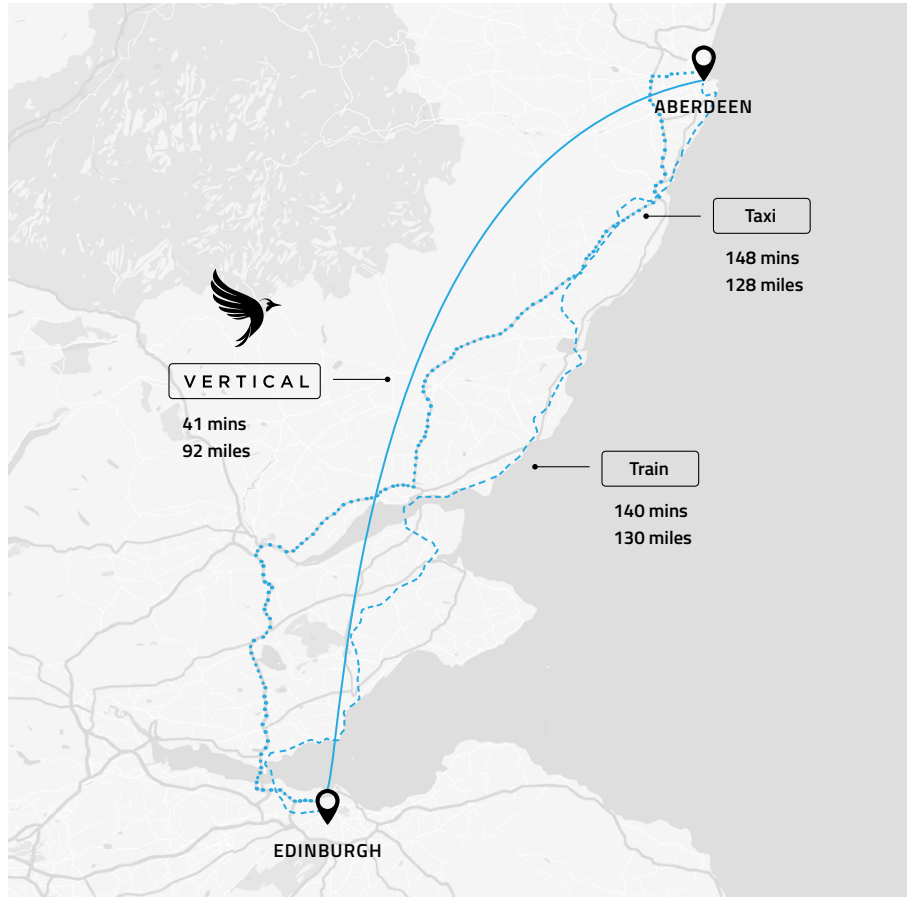 ABERDEEN
Taxi
148 mins
128 miles
VERTICAL
41 mins
92 miles
Train
140 mins
130 miles
EDINBURGH